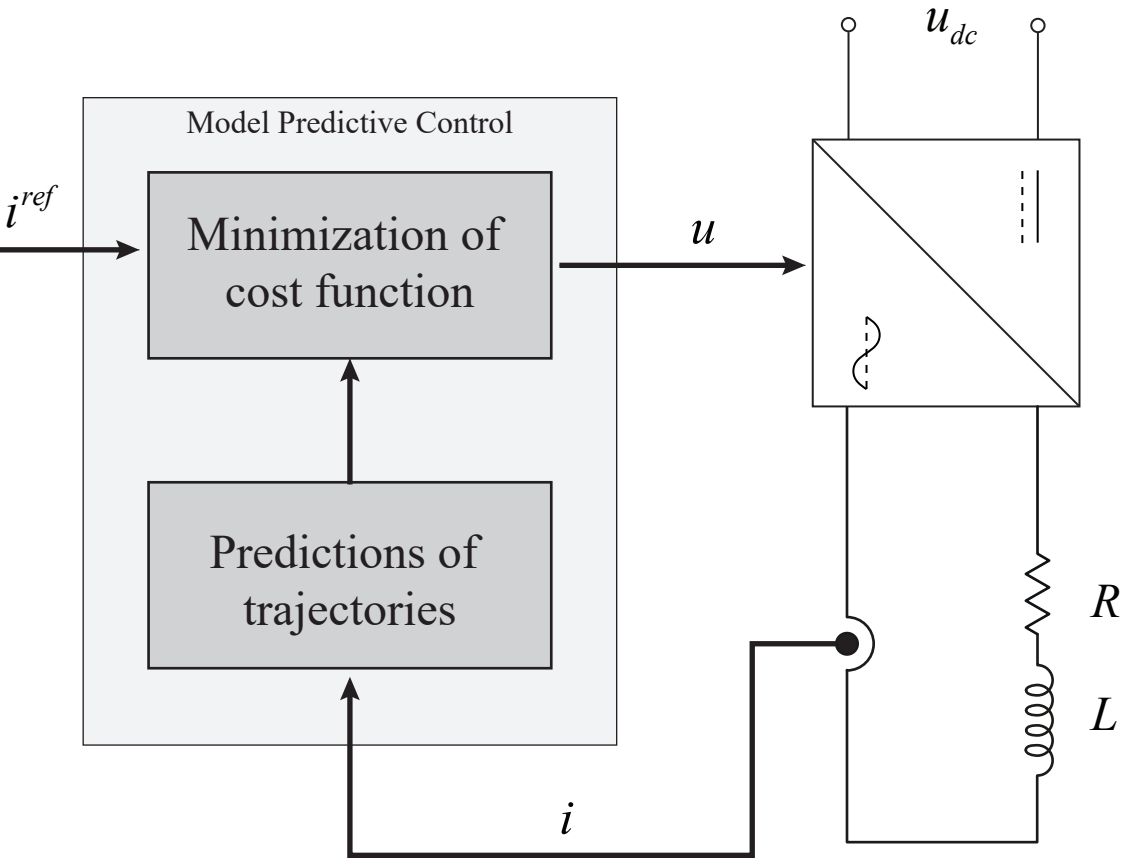 u_dc
Model Predictive Control
i^ref
Minimization of
cost function
u
Predictions of
trajectories
R
L
i